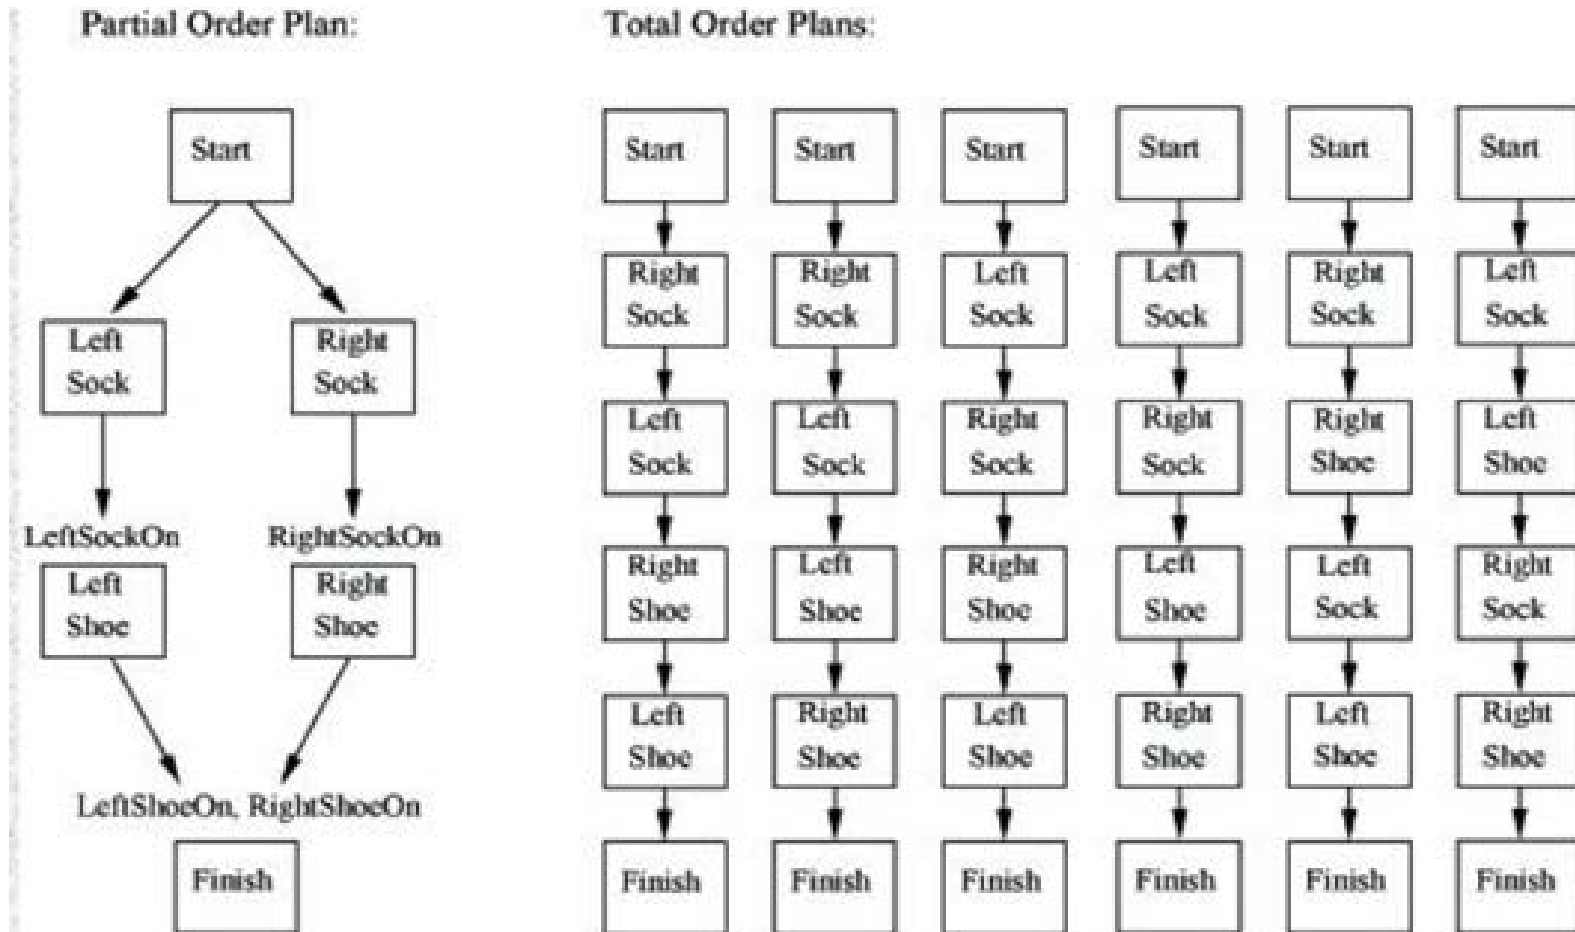 Partial Order Plan:
Start
Left
Sock
Right
Sock
LeftSockOn
RightSockOn
Left
Shoe
Right
Shoe
LeftShoeOn, RightShoeOn
Finish
Total Order Plans:
Start
Right
Sock
Left
Sock
Right
Shoe
Left
Shoe
Finish
Start
Right
Sock
Left
Sock
Left
Shoe
Right
Shoe
Finish
Start
Left
Sock
Right
Sock
Right
Shoe
Left
Shoe
Finish
Start
Left
Sock
Right
Sock
Left
Shoe
Right
Shoe
Finish
Start
Right
Sock
Right
Shoe
Left
Sock
Left
Shoe
Finish
Start
Left
Sock
Left
Shoe
Right
Sock
Right
Shoe
Finish